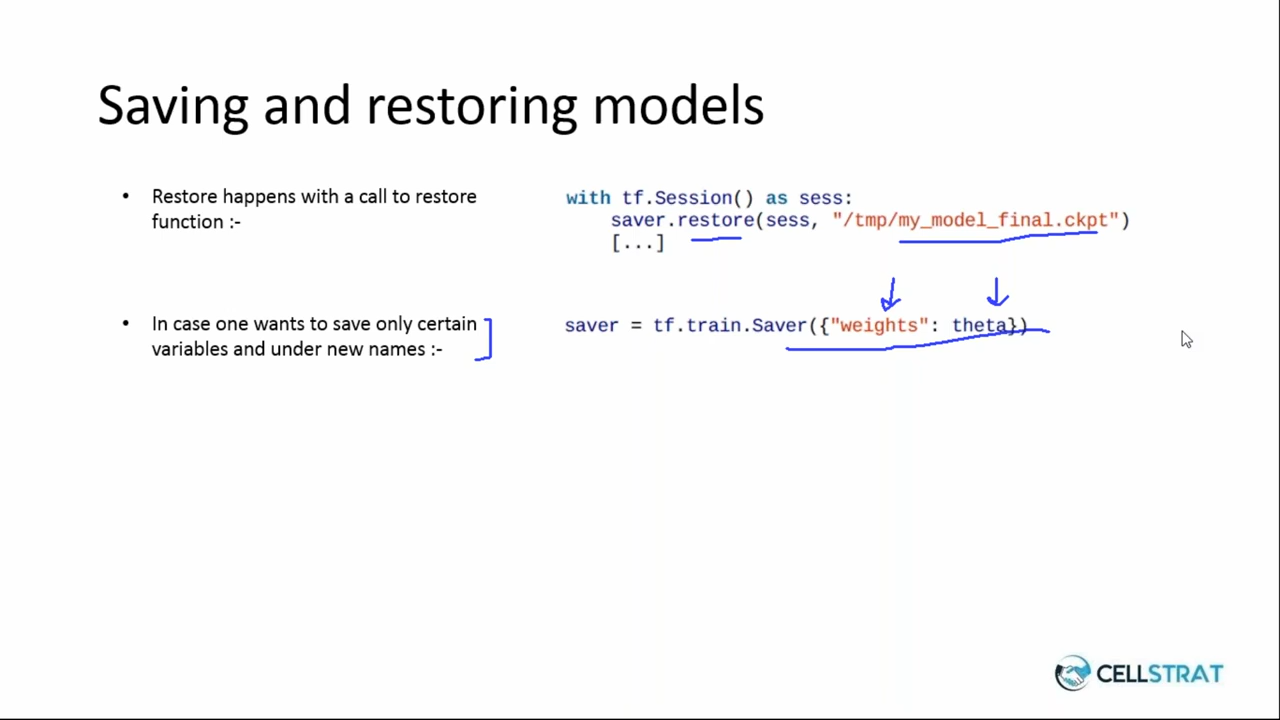 Saving and restoring models
• Restore happens with a call to restore
function :-
with tf.Session() as sess:
saver.restore(sess, "/tmp/my_model_final.ckpt")
[...]
• In case one wants to save only certain
variables and under new names :-
saver = tf.train.Saver({"weights": theta})
CELLSTRAT